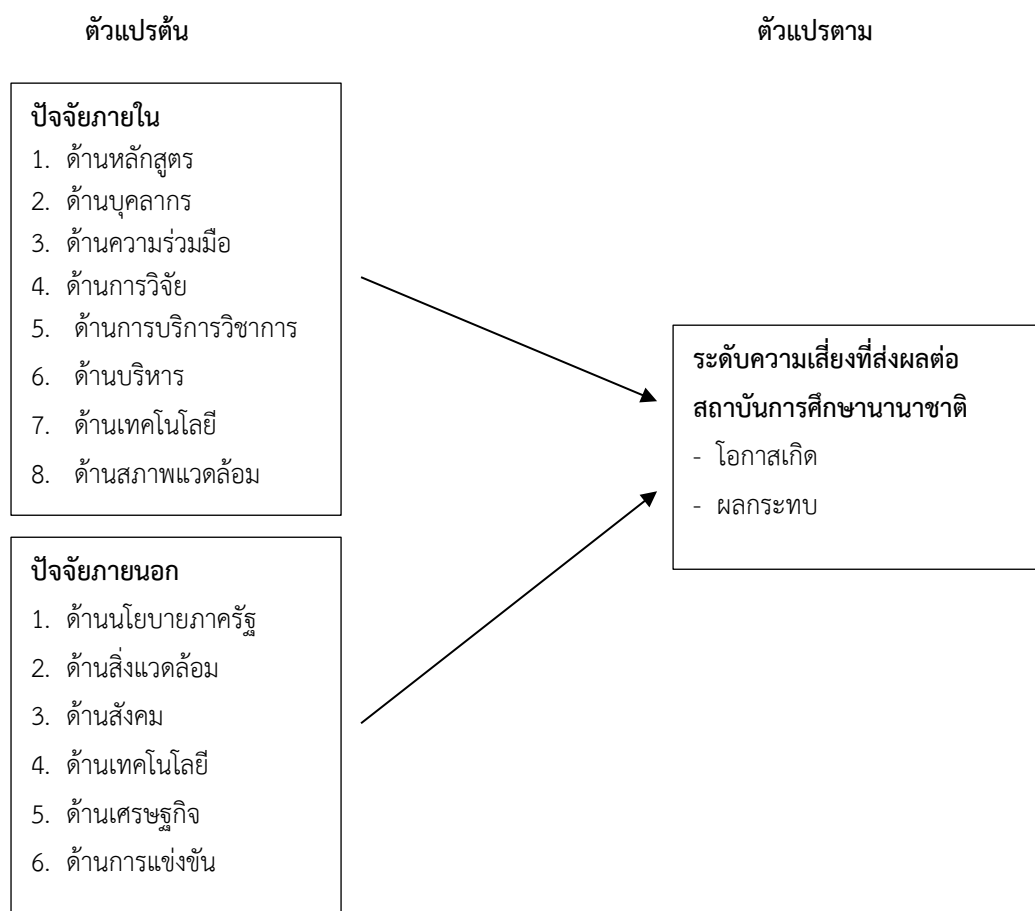 ตัวแปรต้น
ตัวแปรตาม
ปัจจัยภายใน
1. ด้านหลักสูตร
2. ด้านบุคลากร
3. ด้านความร่วมมือ
4. ด้านการวิจัย
5. ด้านการบริการวิชาการ
6. ด้านบริหาร
7. ด้านเทคโนโลยี
8. ด้านสภาพแวดล้อม
ปัจจัยภายนอก
1. ด้านนโยบายภาครัฐ
2. ด้านสิ่งแวดล้อม
3. ด้านสังคม
4. ด้านเทคโนโลยี
5. ด้านเศรษฐกิจ
6. ด้านการแข่งขัน
ระดับความเสี่ยงที่ส่งผลต่อ
สถาบันการศึกษานานาชาติ
- โอกาสเกิด
- ผลกระทบ